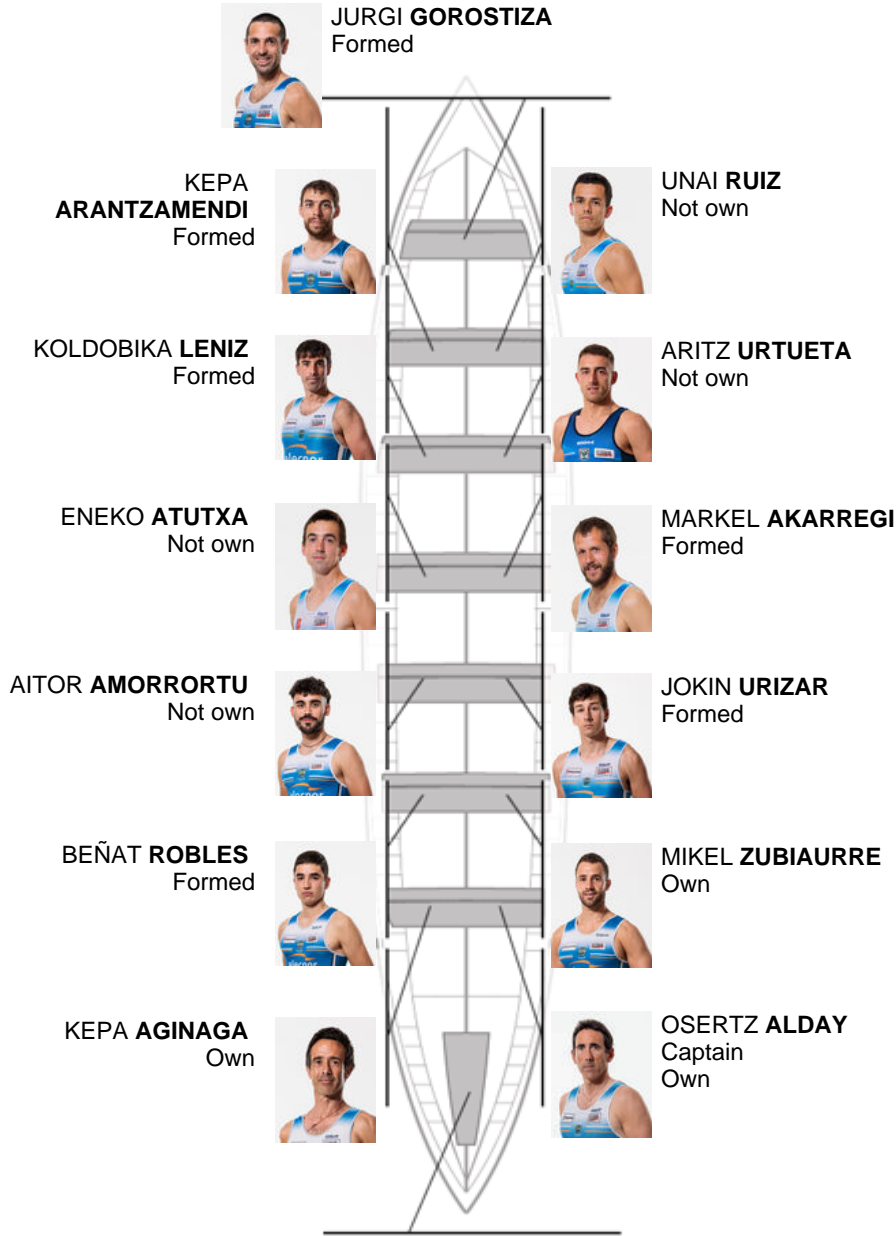 JURGI GOROSTIZA
Formed
KEPA
ARANTZAMENDI
Formed
UNAI RUIZ
Not own
KOLDOBIKA LENIZ
Formed
ARITZ URTUETA
Not own
ENEKO ATUTXA
Not own
MARKEL AKARREGI
Formed
AITOR AMORRORTU
Not own
JOKIN URIZAR
Formed
BEÑAT ROBLES
Formed
MIKEL ZUBIAURRE
Own
KEPA AGINAGA
Own
OSERTZ ALDAY
Captain
Own